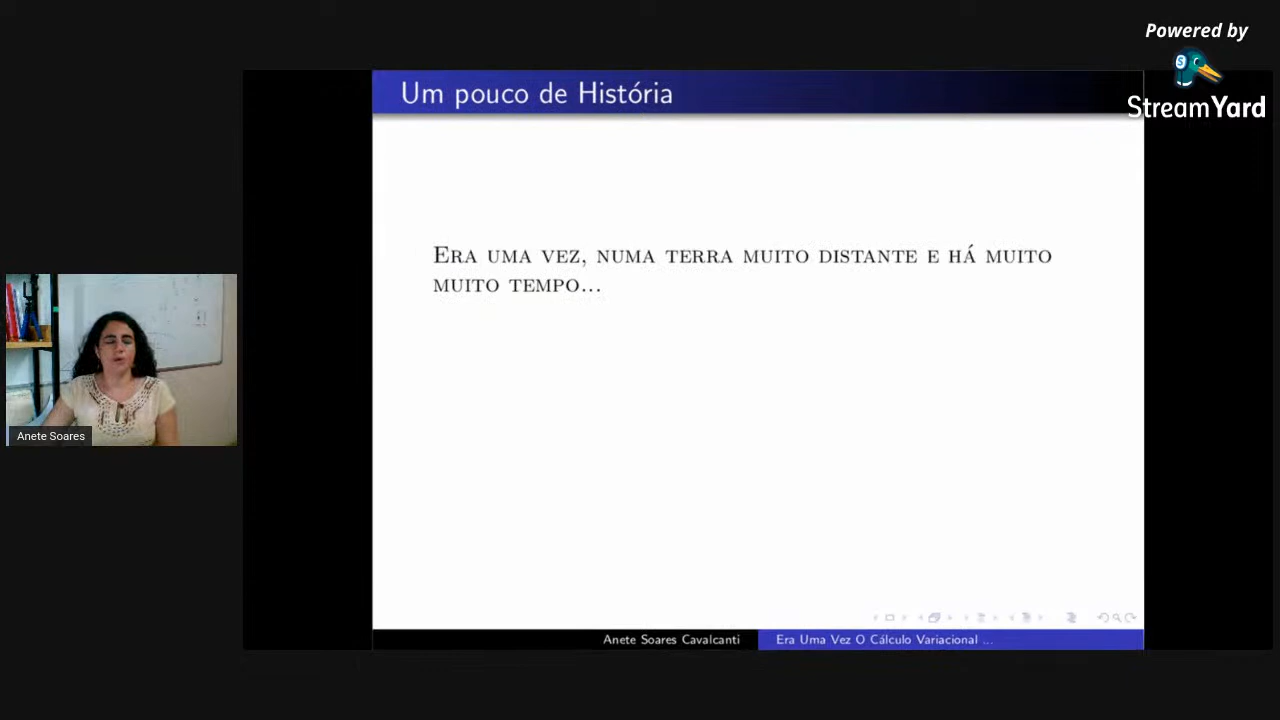 Powered by
StreamYard
Um pouco de História
Era uma vez, numa terra muito distante e há muito
muito tempo...
Anete Soares
Anete Soares Cavalcanti
Era Uma Vez O Cálculo Variacional ...